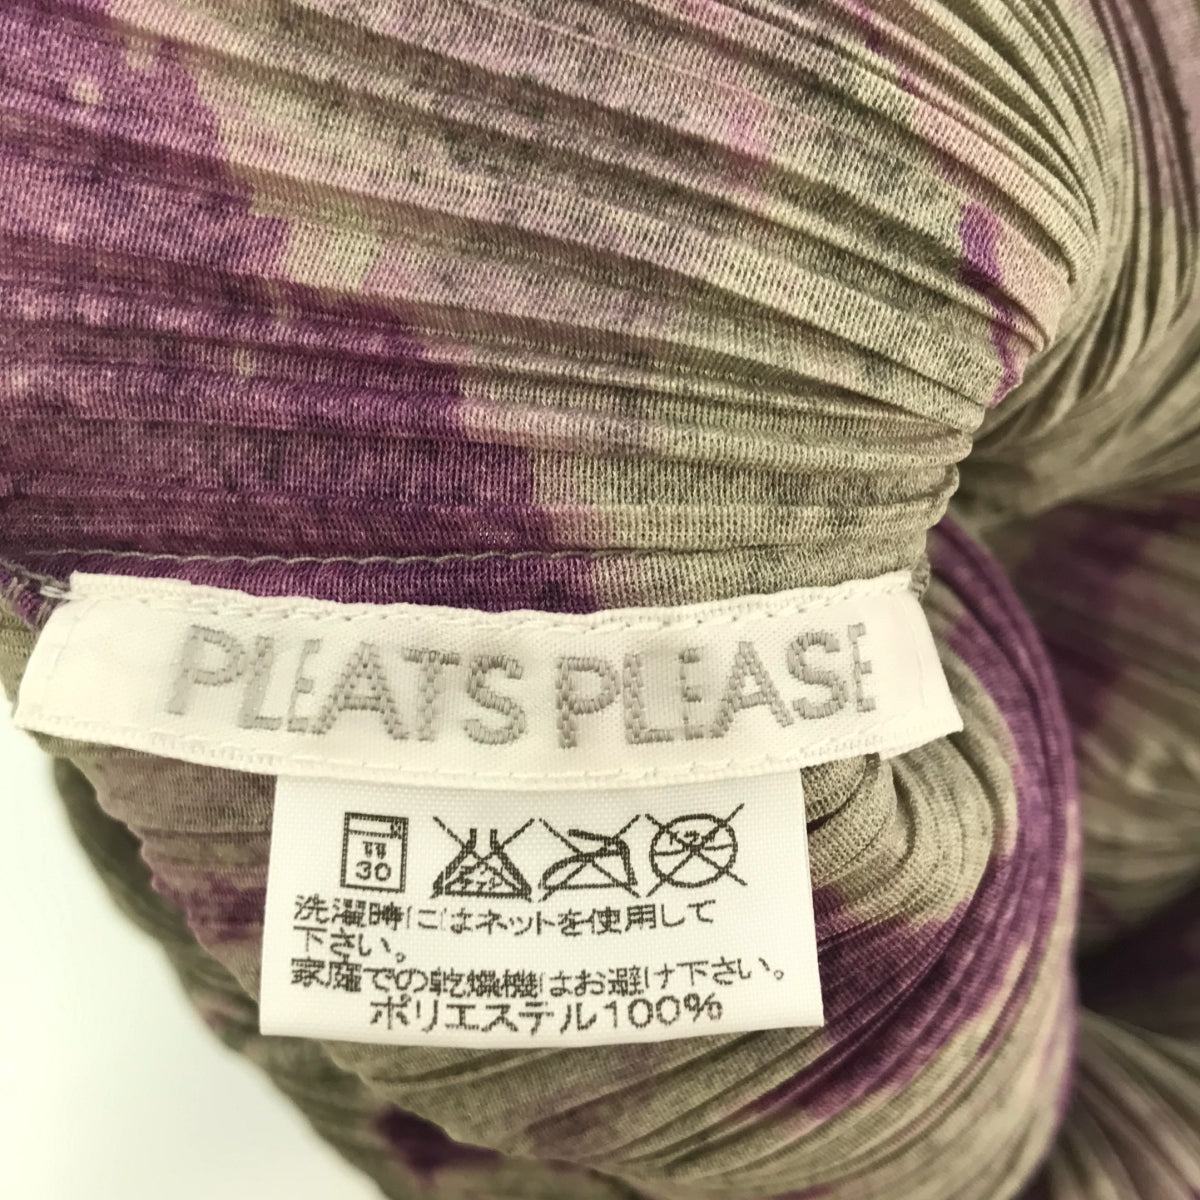 PLEATS PLEASE
30
洗濯時にはネットを使用して
下さい。
家庭での乾燥機はお避け下さい。
ポリエステル100%